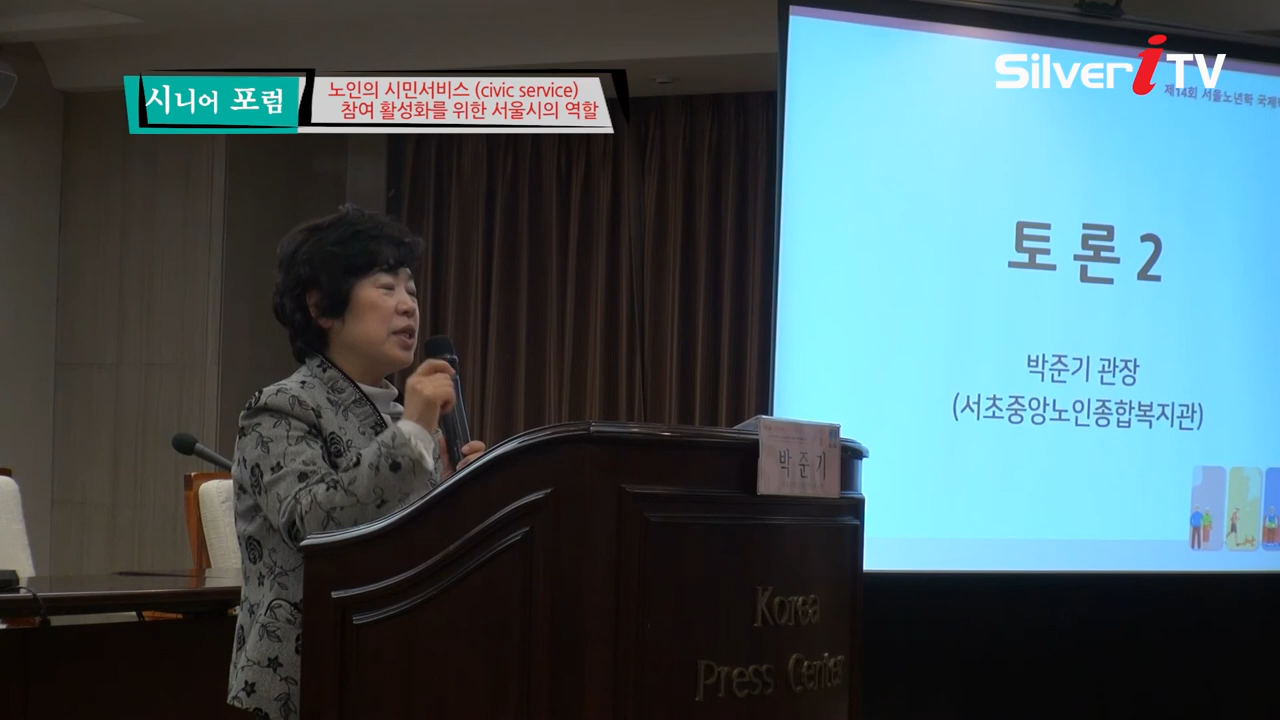 시니어 포럼
노인의 시민서비스 (civic service)
참여 활성화를 위한 서울시의 역할
Silver i TV
제14회 서울노년학 국제
토론 2
박준기 관장
(서초중앙노인종합복지관)
박준기
Korea
Press Center